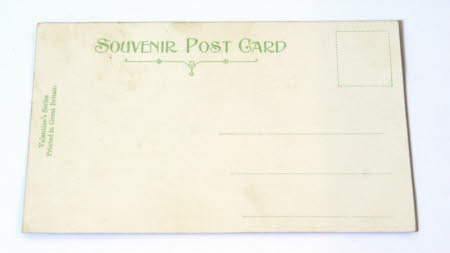 SOUVENIR POST CARD
Valentine's Series
Printed in Great Britain